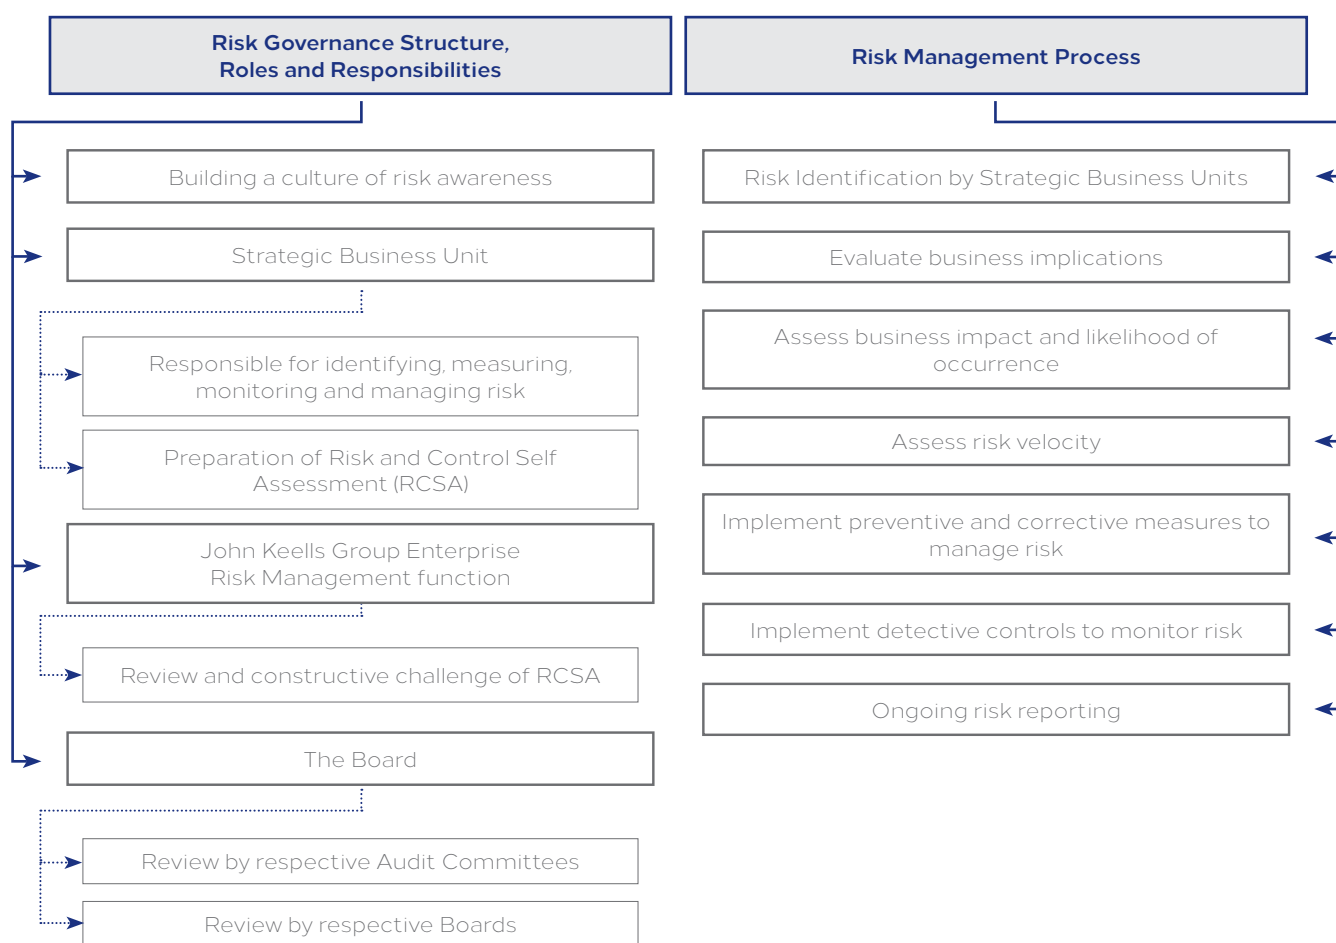 Risk Governance Structure,
Roles and Responsibilities
Building a culture of risk awareness
Strategic Business Unit
Responsible for identifying, measuring,
monitoring and managing risk
Preparation of Risk and Control Self
Assessment (RCSA)
John Keells Group Enterprise
Risk Management function
Review and constructive challenge of RCSA
The Board
Review by respective Audit Committees
Review by respective Boards
Risk Management Process
Risk Identification by Strategic Business Units
Evaluate business implications
Assess business impact and likelihood of
occurrence
Assess risk velocity
Implement preventive and corrective measures to
manage risk
Implement detective controls to monitor risk
Ongoing risk reporting